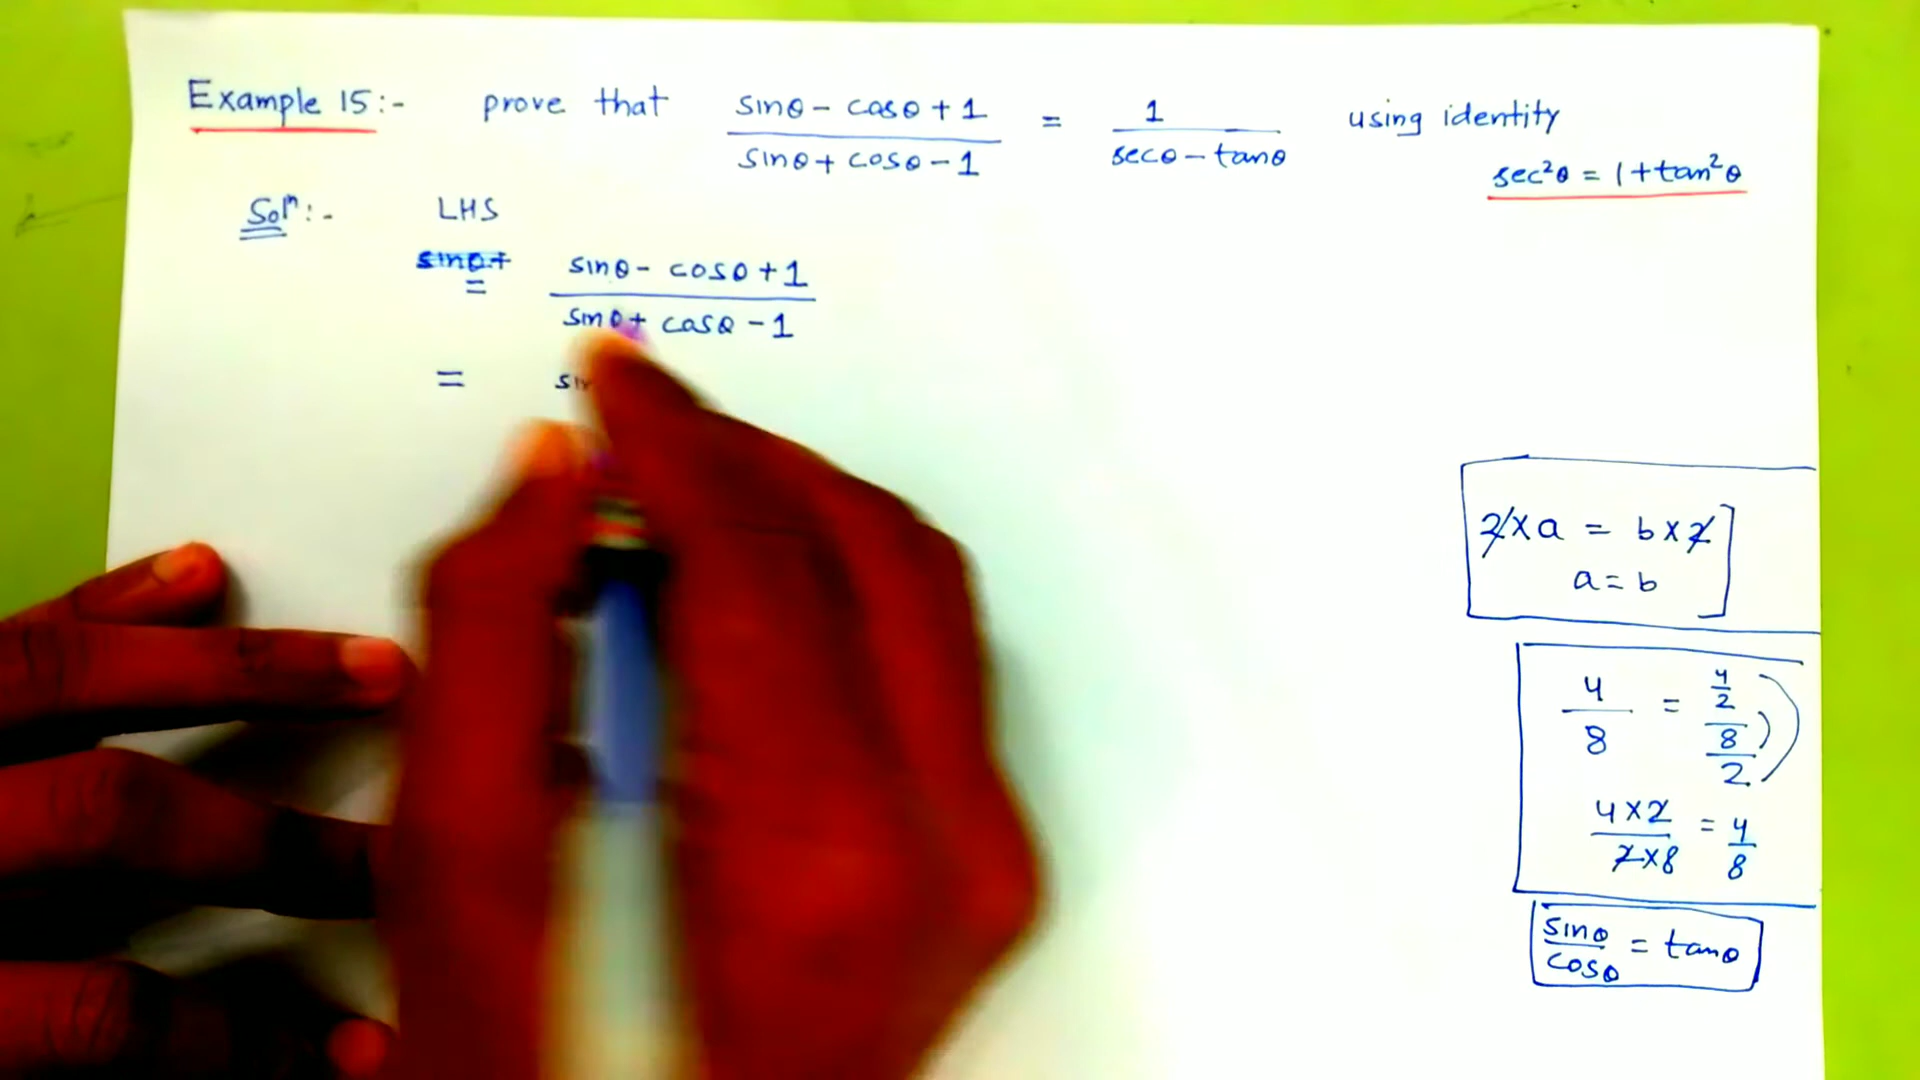 Example 15:- prove that sinθ - cosθ + 1 / sinθ + cosθ - 1 = 1 / secθ - tanθ using identity
sec²θ = 1 + tan²θ
Solⁿ:- LHS
sinθ+
= sinθ - cosθ + 1 / sinθ + cosθ - 1
=
2 × a = b × 2
a = b
4/8 = 4/2 / 8/2
4×2 / 2×8 = 4/8
sinθ / cosθ = tanθ